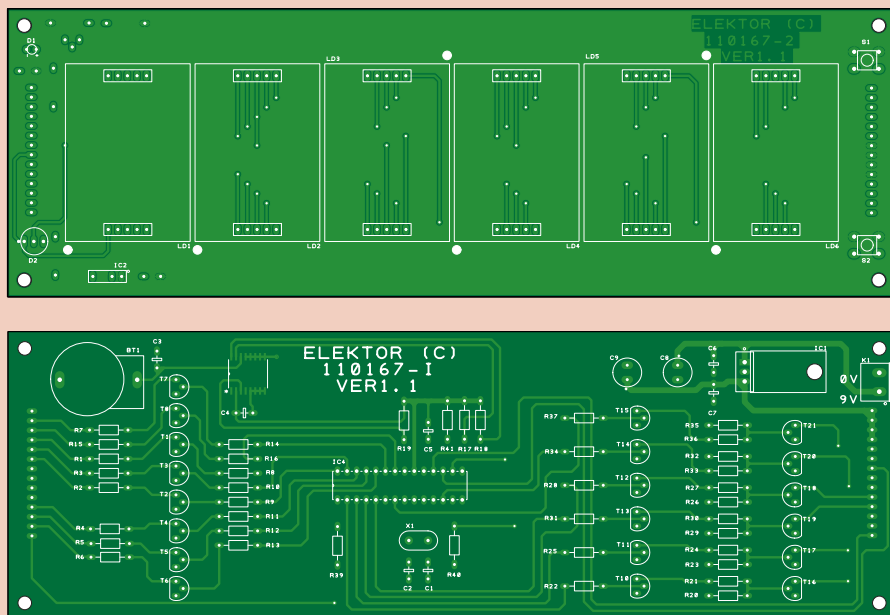 D1
ELEKTOR (C)
110167-2
VER1.1
S1
LD3
LD5
LD1
LD2
LD4
LD6
D2
IC2
S2
BT1
C3
ELEKTOR (C)
110167-I
VER1.1
C9
C8
C6
IC1
K1
0V
9V
T7
C4
T8
R7
R15
T1
R14
R1
R16
R3
T3
R8
R2
R10
T2
R9
R11
R4
T4
R12
R5
R13
R6
T5
T6
R19
C5
R41
R17
R18
IC4
X1
R39
R40
C2
C1
R37
T15
C7
R35
R36
T21
R34
T14
R32
R33
T20
R28
T12
R27
R26
T18
R31
T13
R30
R29
T19
R25
T11
R24
R23
T17
R22
T10
R21
R20
T16